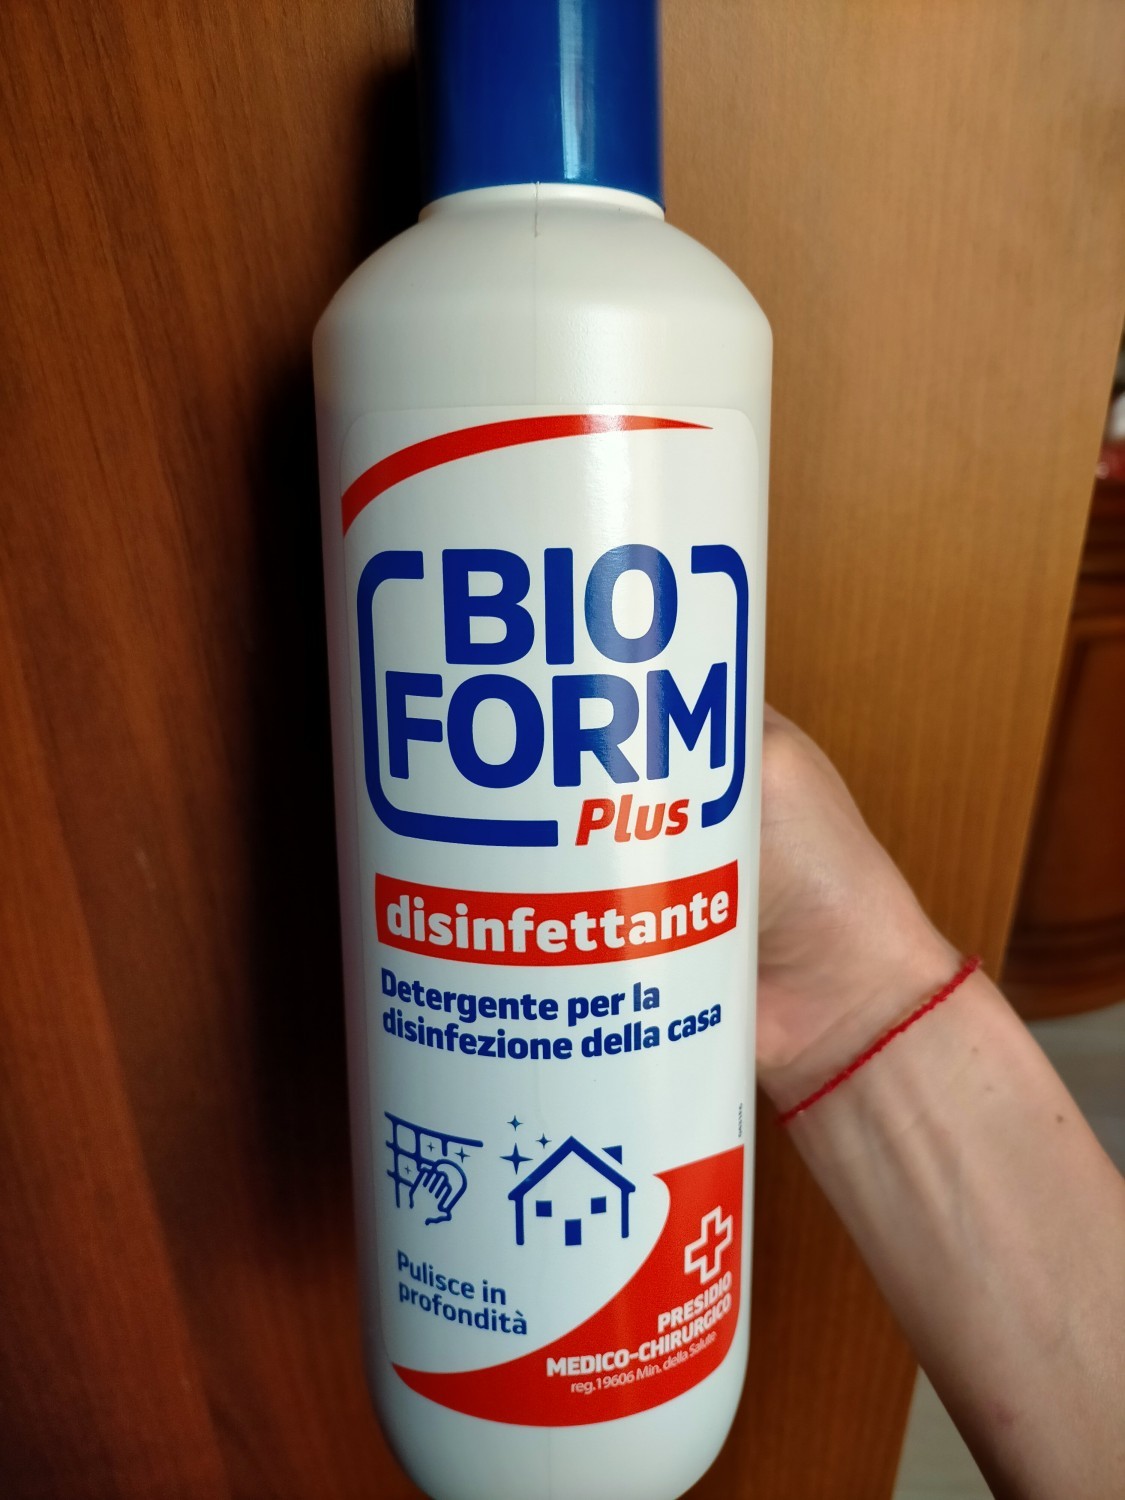 BIO
FORM
Plus
disinfettante
Detergente per la
disinfezione della casa
Pulisce in
profondità
PRESIDIO
MEDICO-CHIRURGICO
reg.19606 Min. della Salute